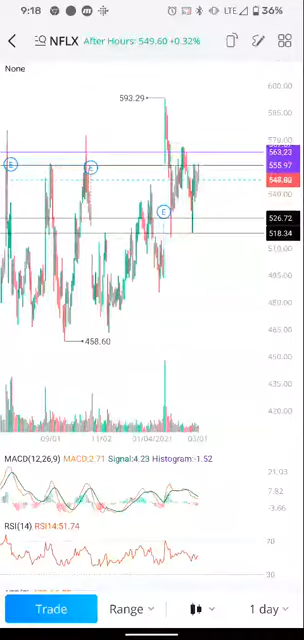 9:18 LTE 36%
NFLX After Hours: 549.60 +0.32%
None
600.00
593.29
563.23
555.97
E E
E
526.72
518.34
510.00
495.00
480.00
465.00
458.60
450.00
435.00
420.00
09/01 11/02 01/04/2021 03/01
MACD(12,26,9) MACD:2.71 Signal:4.23 Histogram:-1.52
21.03
7.82
-3.66
RSI(14) RSI14:51.74
70
30
Trade Range 1 day